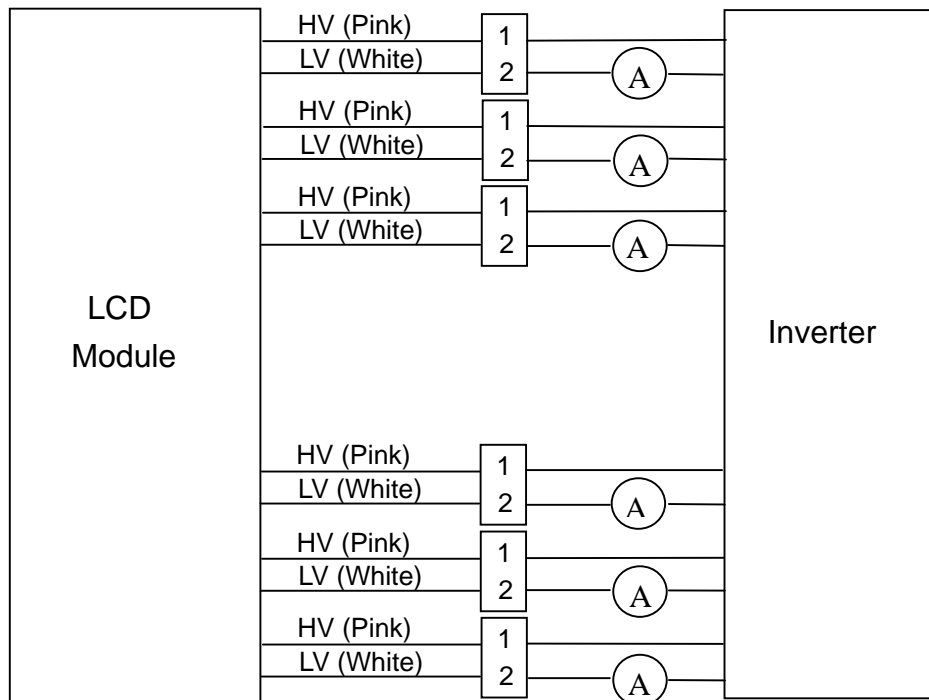 HV (Pink) 1
LV (White) 2 A
HV (Pink) 1
LV (White) 2 A
HV (Pink) 1
LV (White) 2 A
LCD
Module
Inverter
HV (Pink) 1
LV (White) 2 A
HV (Pink) 1
LV (White) 2 A
HV (Pink) 1
LV (White) 2 A